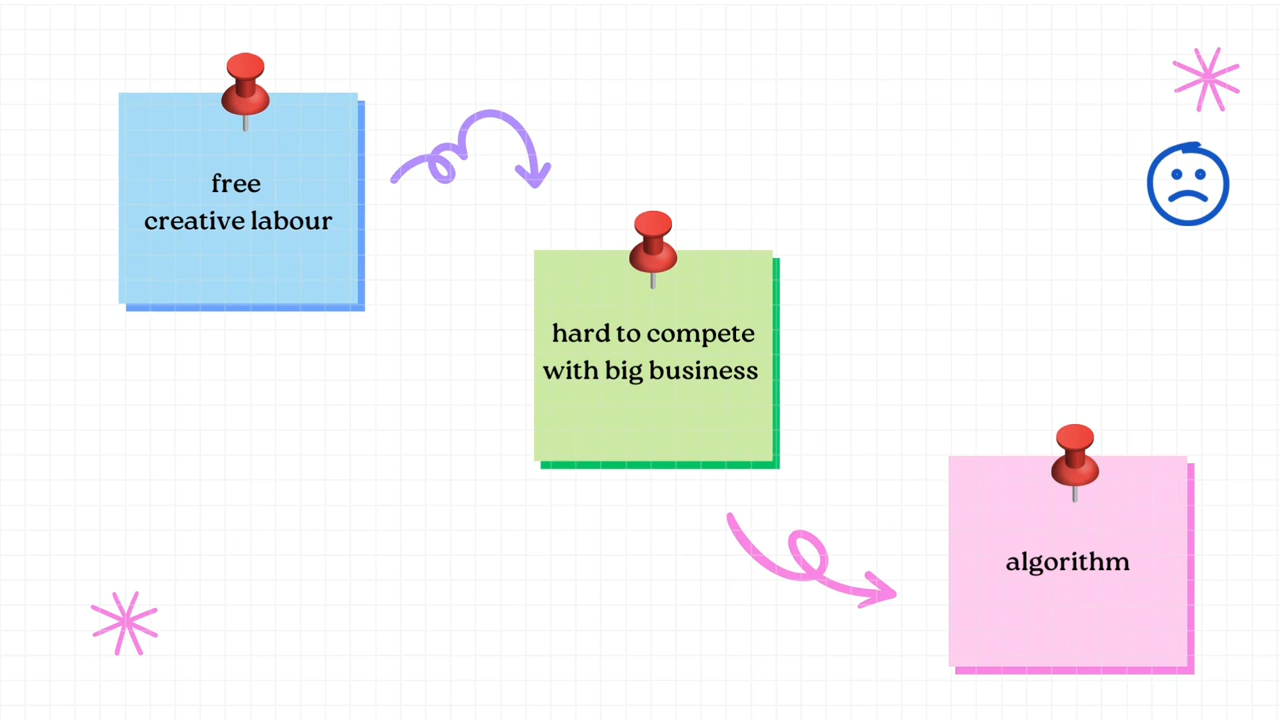 free
creative labour
hard to compete
with big business
algorithm